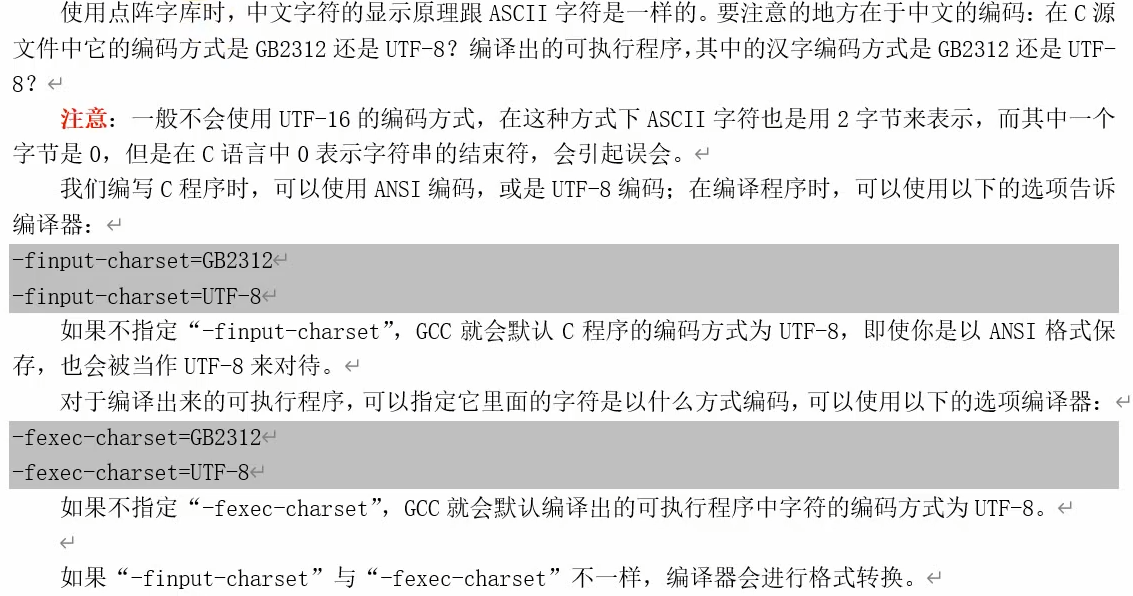 使用点阵字库时，中文字符的显示原理跟 ASCII 字符是一样的。要注意的地方在于中文的编码：在 C 源
文件中它的编码方式是 GB2312 还是 UTF-8？编译出的可执行程序，其中的汉字编码方式是 GB2312 还是 UTF-
8？
注意：一般不会使用 UTF-16 的编码方式，在这种方式下 ASCII 字符也是用 2 字节来表示，而其中一个
字节是 0，但是在 C 语言中 0 表示字符串的结束符，会引起误会。
我们编写 C 程序时，可以使用 ANSI 编码，或是 UTF-8 编码；在编译程序时，可以使用以下的选项告诉
编译器：
-finput-charset=GB2312
-finput-charset=UTF-8
如果不指定“-finput-charset”，GCC 就会默认 C 程序的编码方式为 UTF-8，即使你是以 ANSI 格式保
存，也会被当作 UTF-8 来对待。
对于编译出来的可执行程序，可以指定它里面的字符是以什么方式编码，可以使用以下的选项编译器：
-fexec-charset=GB2312
-fexec-charset=UTF-8
如果不指定“-fexec-charset”，GCC 就会默认编译出的可执行程序中字符的编码方式为 UTF-8。
如果“-finput-charset”与“-fexec-charset”不一样，编译器会进行格式转换。